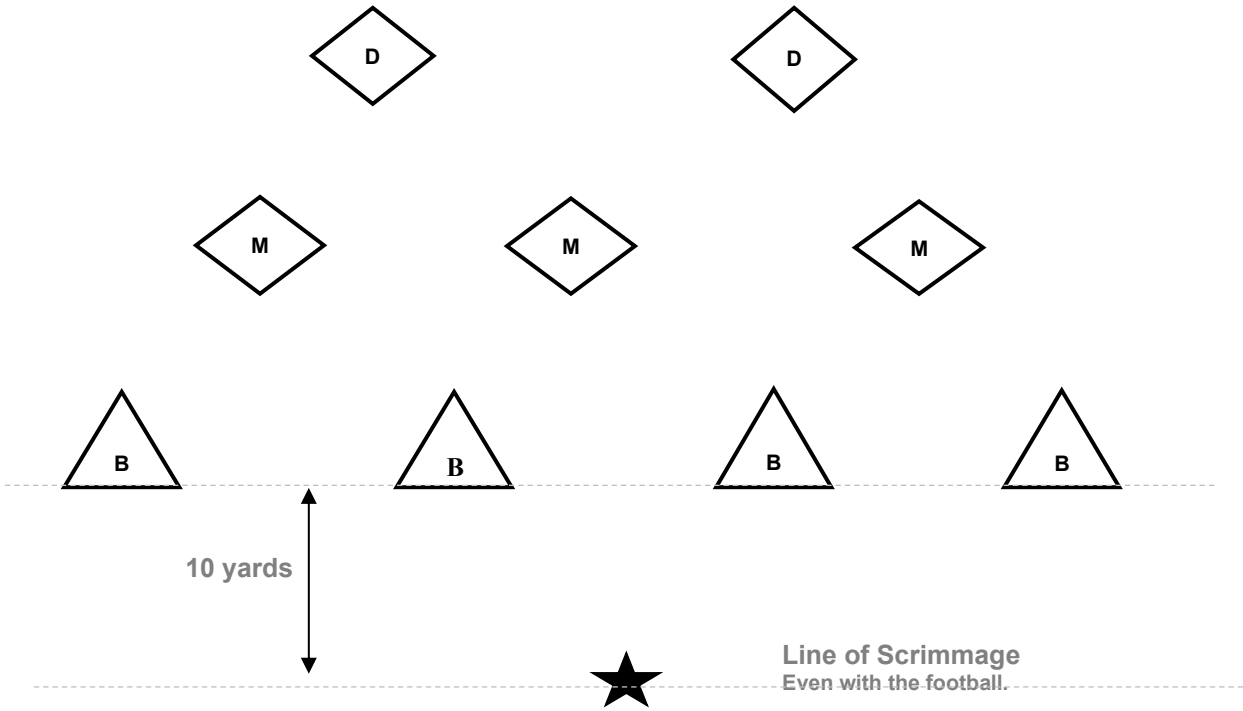 D D
M M M
B B B B
10 yards
Line of Scrimmage
Even with the football.